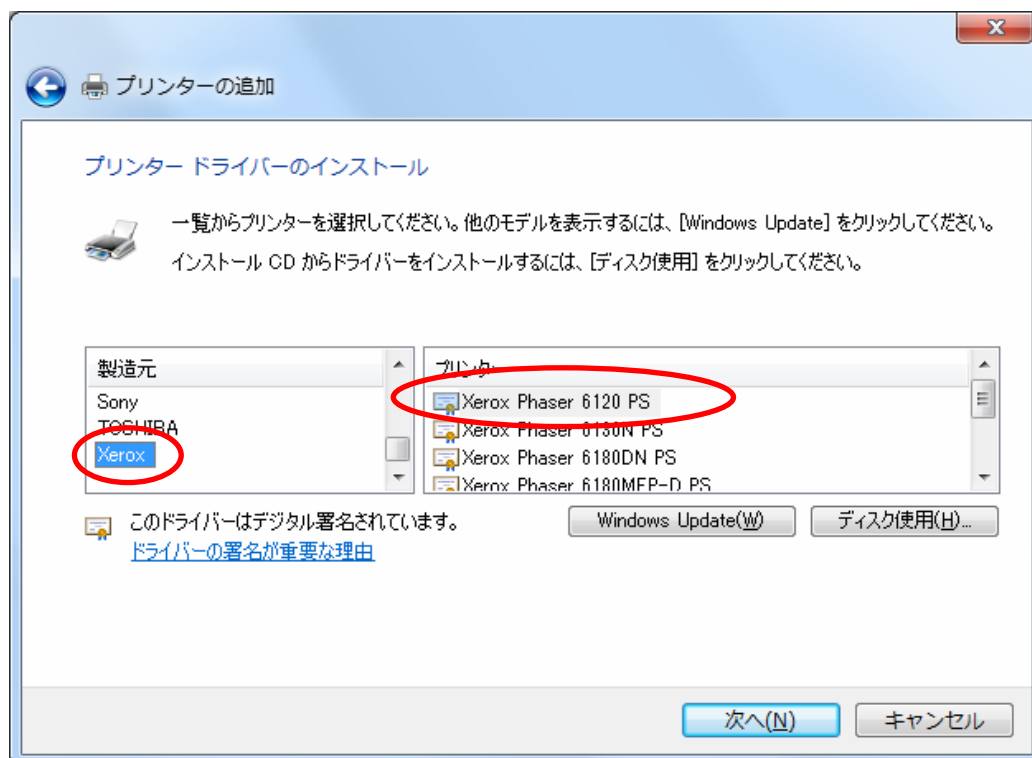 プリンターの追加
プリンター ドライバーのインストール
一覧からプリンターを選択してください。他のモデルを表示するには、[Windows Update] をクリックしてください。
インストール CD からドライバーをインストールするには、[ディスク使用] をクリックしてください。
製造元
Sony
TOSHIBA
Xerox
プリンター
Xerox Phaser 6120 PS
Xerox Phaser 6130N PS
Xerox Phaser 6180DN PS
Xerox Phaser 6180MFP-D PS
このドライバーはデジタル署名されています。
ドライバーの署名が重要な理由
Windows Update(W)
ディスク使用(H)...
次へ(N)
キャンセル